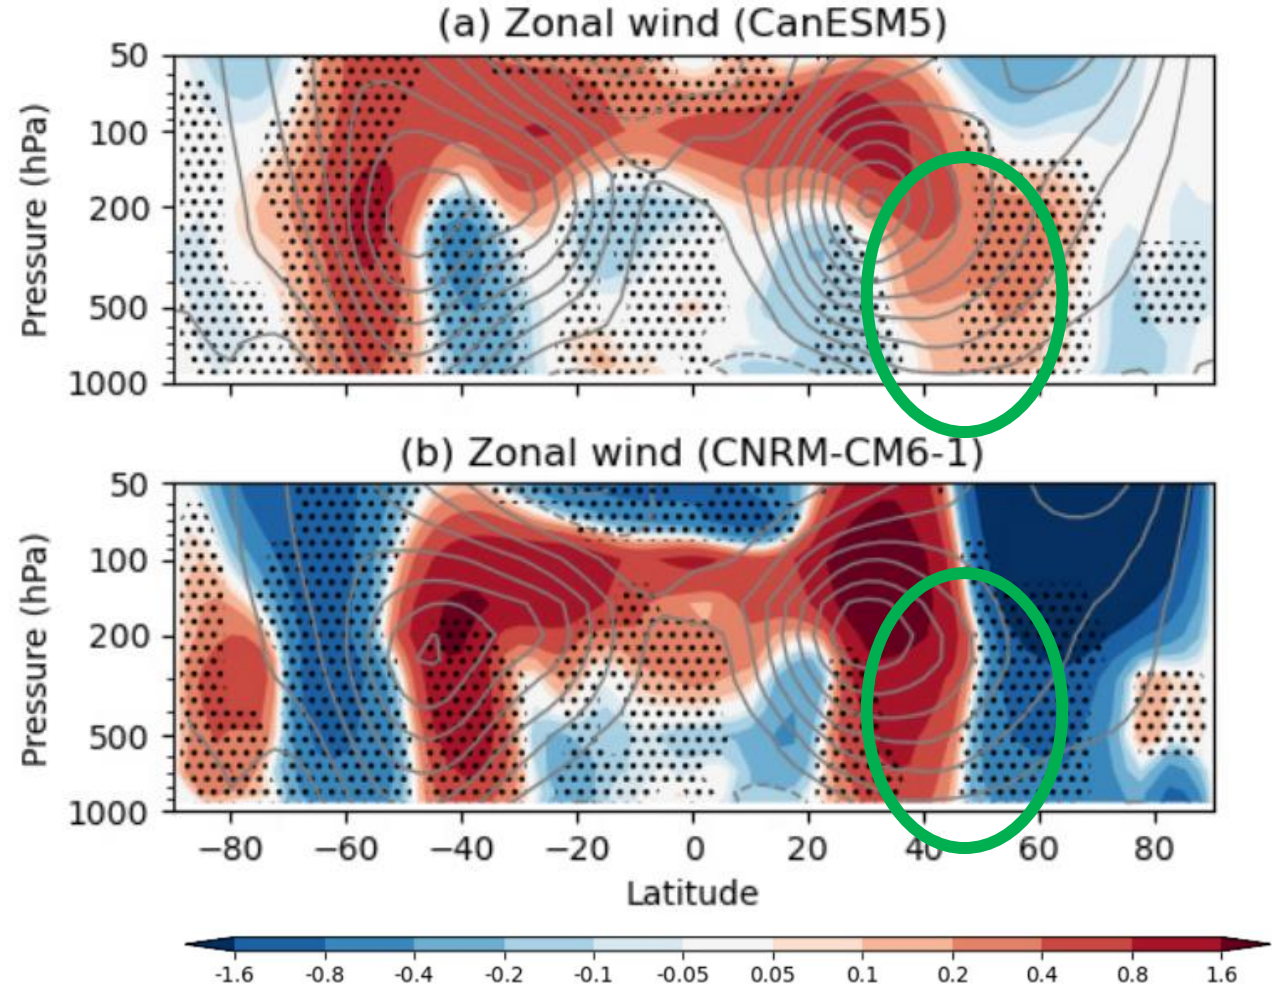 (a) Zonal wind (CanESM5)
50
100
200
500
1000
Pressure (hPa)
(b) Zonal wind (CNRM-CM6-1)
50
100
200
500
1000
Pressure (hPa)
−80 −60 −40 −20 0 20 40 60 80
Latitude
-1.6 -0.8 -0.4 -0.2 -0.1 -0.05 0.05 0.1 0.2 0.4 0.8 1.6